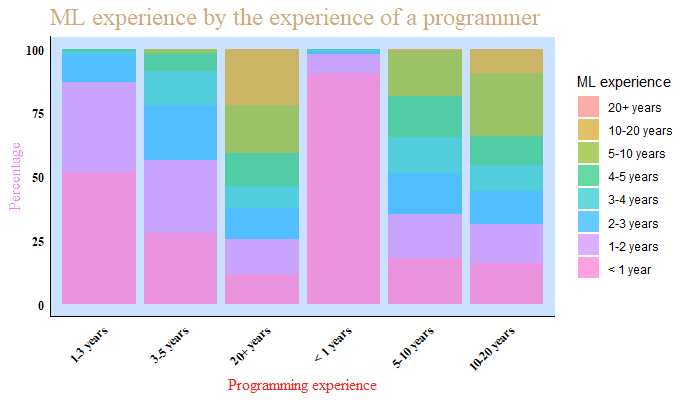 ML experience by the experience of a programmer
100
75
50
25
0
Percentage
1-3 years
3-5 years
20+ years
< 1 years
5-10 years
10-20 years
Programming experience
ML experience
20+ years
10-20 years
5-10 years
4-5 years
3-4 years
2-3 years
1-2 years
< 1 year